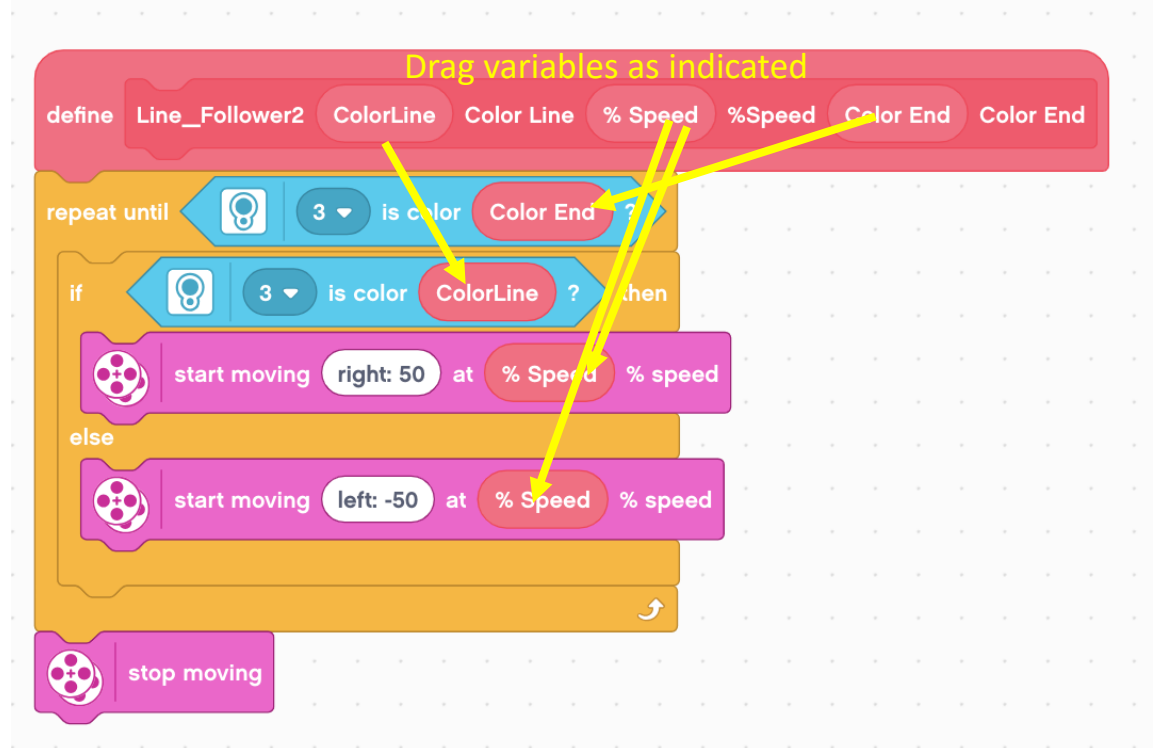 Drag variables as indicated
define Line_Follower2 ColorLine Color Line % Speed %Speed Color End Color End
repeat until 3 is color Color End ?
if 3 is color ColorLine ? then
start moving right: 50 at % Speed % speed
else
start moving left: -50 at % Speed % speed
stop moving